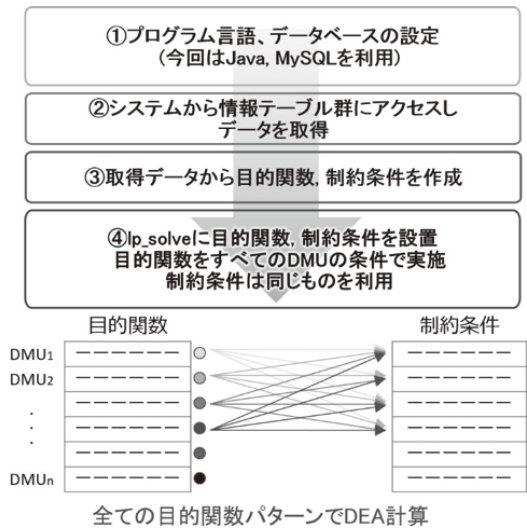 ①プログラム言語、データベースの設定
(今回はJava, MySQLを利用)
②システムから情報テーブル群にアクセスし
データを取得
③取得データから目的関数, 制約条件を作成
④lp_solveに目的関数, 制約条件を設置
目的関数をすべてのDMUの条件で実施
制約条件は同じものを利用
目的関数
制約条件
DMU1
DMU2
DMUn
全ての目的関数パターンでDEA計算